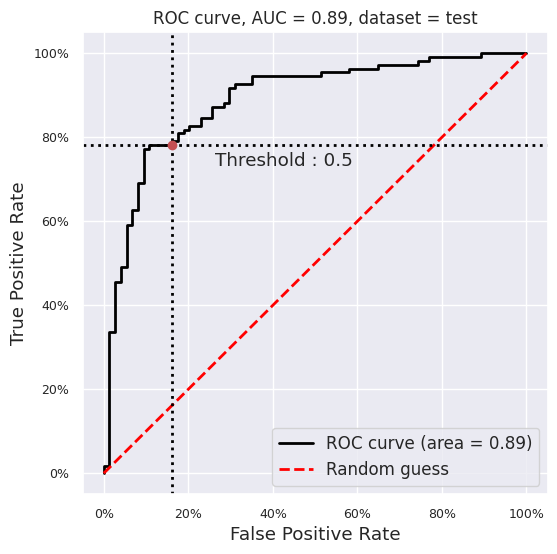 ROC curve, AUC = 0.89, dataset = test
True Positive Rate
100%
80%
60%
40%
20%
0%
Threshold : 0.5
ROC curve (area = 0.89)
Random guess
0%
20%
40%
60%
80%
100%
False Positive Rate